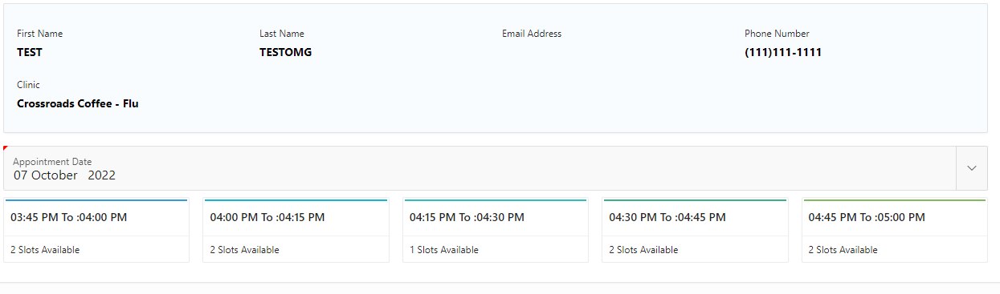 First Name
Last Name
Email Address
Phone Number
TEST
TESTOMG
(111)111-1111
Clinic
Crossroads Coffee - Flu
Appointment Date
07 October 2022
03:45 PM To :04:00 PM
04:00 PM To :04:15 PM
04:15 PM To :04:30 PM
04:30 PM To :04:45 PM
04:45 PM To :05:00 PM
2 Slots Available
2 Slots Available
1 Slots Available
2 Slots Available
2 Slots Available